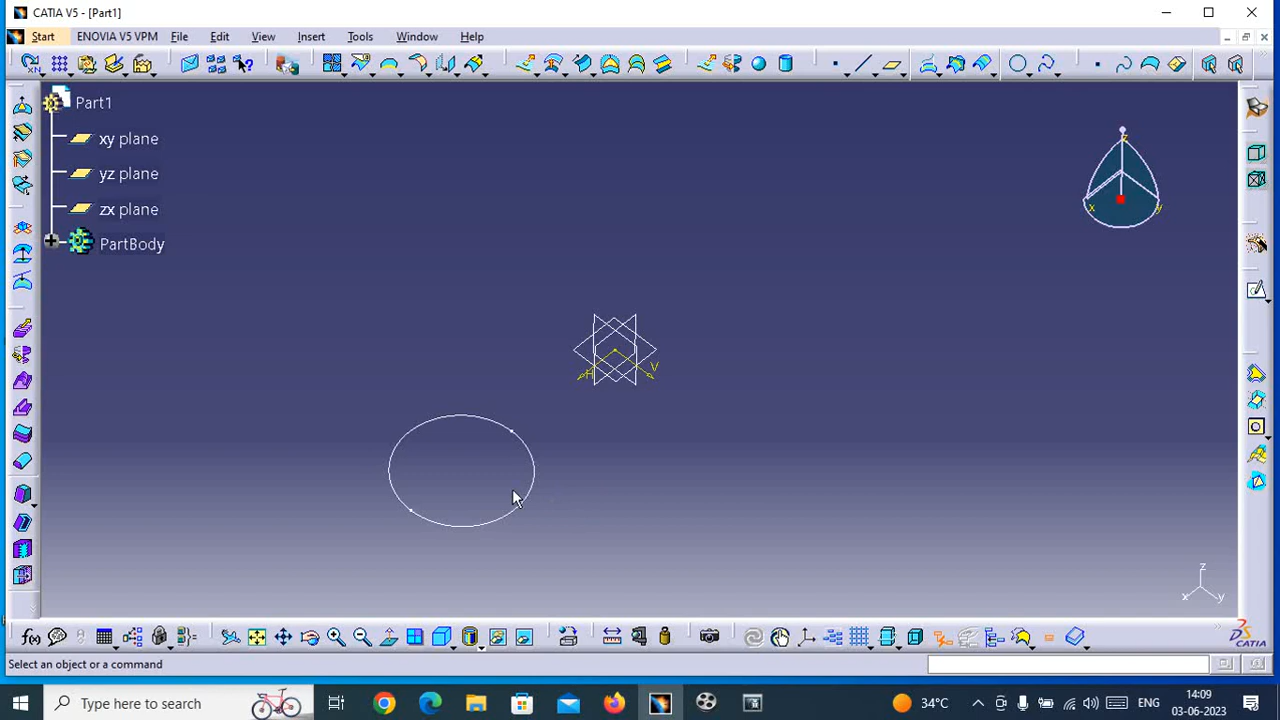 CATIA V5 - [Part1]
Start ENOVIA V5 VPM File Edit View Insert Tools Window Help
Part1
xy plane
yz plane
zx plane
PartBody
z
x
y
H
V
z
x
y
f(x)
CATIA
Select an object or a command
Type here to search
34°C
ENG
14:09
03-06-2023